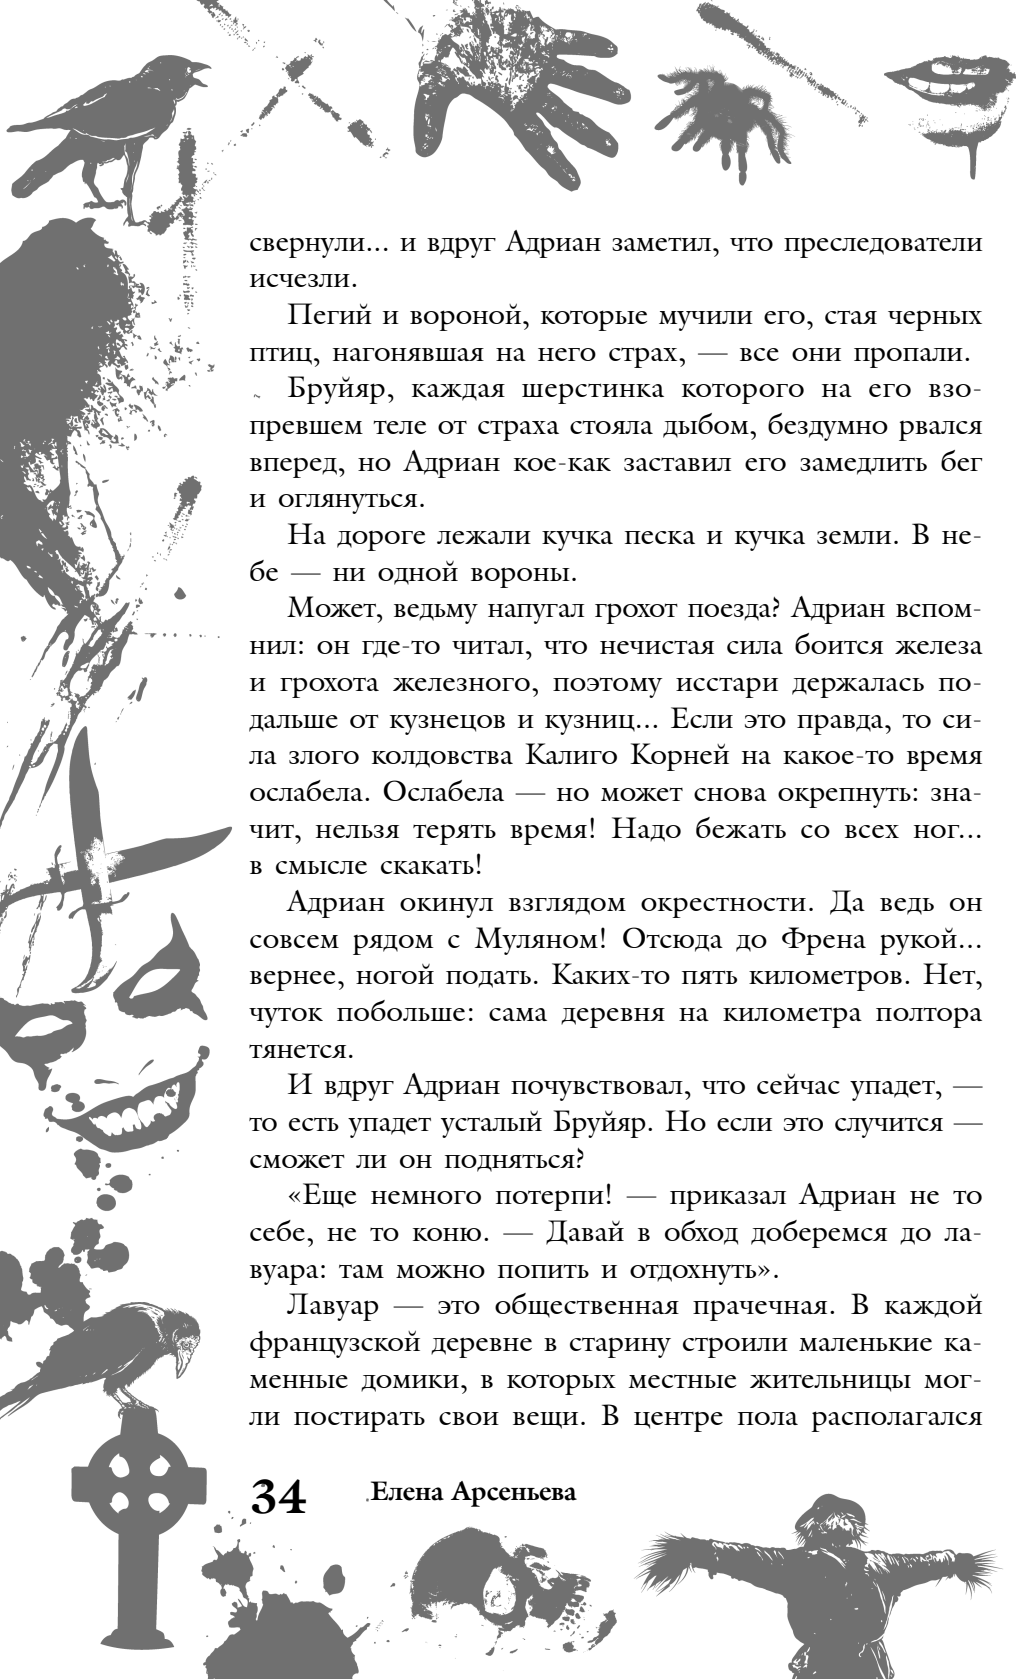 свернули... и вдруг Адриан заметил, что преследователи
исчезли.
Пегий и вороной, которые мучили его, стая черных
птиц, нагонявшая на него страх, — все они пропали.
Бруйяр, каждая шерстинка которого на его взо-
превшем теле от страха стояла дыбом, бездумно рвался
вперед, но Адриан кое-как заставил его замедлить бег
и оглянуться.
На дороге лежали кучка песка и кучка земли. В не-
бе — ни одной вороны.
Может, ведьму напугал грохот поезда? Адриан вспом-
нил: он где-то читал, что нечистая сила боится железа
и грохота железного, поэтому исстари держалась по-
дальше от кузнецов и кузниц... Если это правда, то си-
ла злого колдовства Калиго Корней на какое-то время
ослабела. Ослабела — но может снова окрепнуть: зна-
чит, нельзя терять время! Надо бежать со всех ног...
в смысле скакать!
Адриан окинул взглядом окрестности. Да ведь он
совсем рядом с Муляном! Отсюда до Френа рукой...
вернее, ногой подать. Каких-то пять километров. Нет,
чуток побольше: сама деревня на километра полтора
тянется.
И вдруг Адриан почувствовал, что сейчас упадет, —
то есть упадет усталый Бруйяр. Но если это случится —
сможет ли он подняться?
«Еще немного потерпи! — приказал Адриан не то
себе, не то коню. — Давай в обход доберемся до ла-
вуара: там можно попить и отдохнуть».
Лавуар — это общественная прачечная. В каждой
французской деревне в старину строили маленькие ка-
менные домики, в которых местные жительницы мог-
ли постирать свои вещи. В центре пола располагался
34 Елена Арсеньева